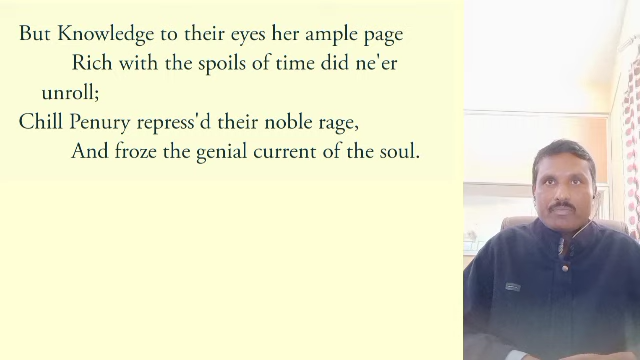 But Knowledge to their eyes her ample page
Rich with the spoils of time did ne'er
unroll;
Chill Penury repress'd their noble rage,
And froze the genial current of the soul.